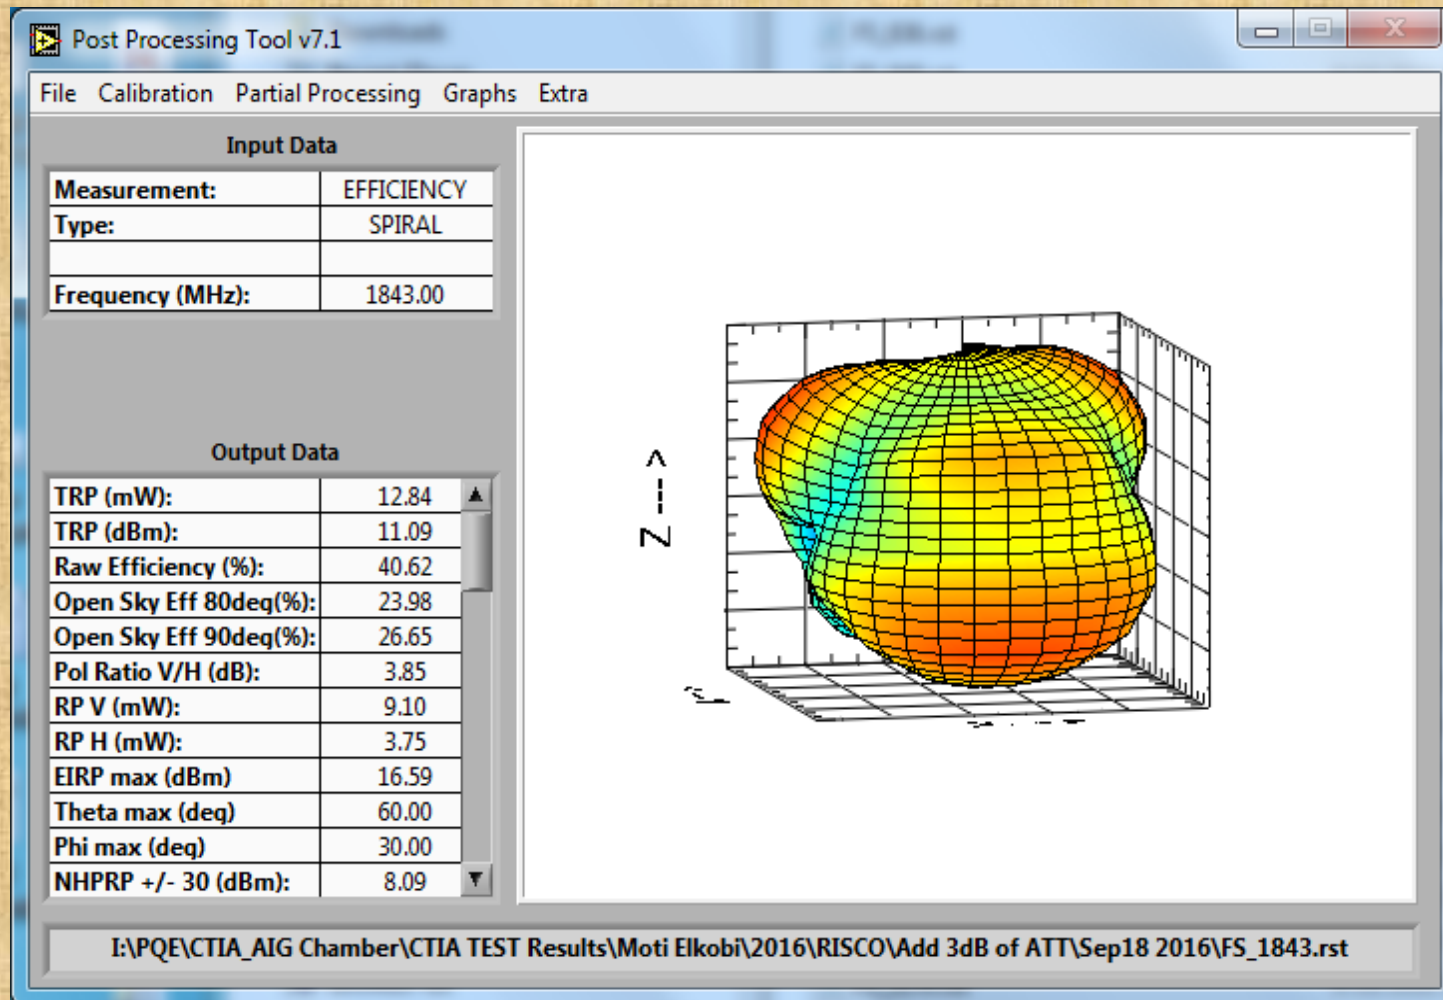 Post Processing Tool v7.1
File Calibration Partial Processing Graphs Extra
Input Data
Measurement: EFFICIENCY
Type: SPIRAL
Frequency (MHz): 1843.00
Output Data
TRP (mW): 12.84
TRP (dBm): 11.09
Raw Efficiency (%): 40.62
Open Sky Eff 80deg(%): 23.98
Open Sky Eff 90deg(%): 26.65
Pol Ratio V/H (dB): 3.85
RP V (mW): 9.10
RP H (mW): 3.75
EIRP max (dBm) 16.59
Theta max (deg) 60.00
Phi max (deg) 30.00
NHPRP +/- 30 (dBm): 8.09
Z --- >
I:\PQE\CTIA_AIG Chamber\CTIA TEST Results\Moti Elkobi\2016\RISCO\Add 3dB of ATT\Sep18 2016\FS_1843.rst